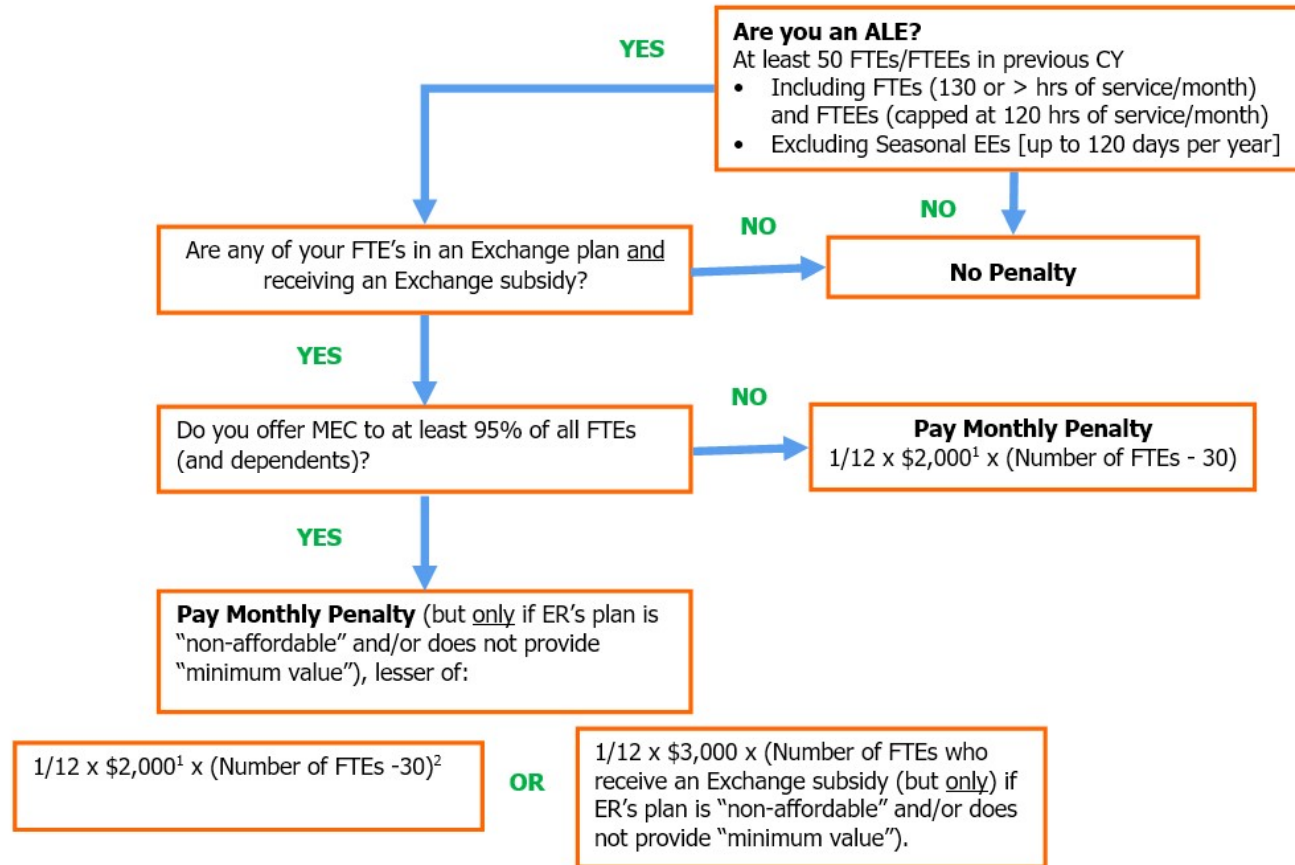 Are you an ALE?
At least 50 FTEs/FTEEs in previous CY
• Including FTEs (130 or > hrs of service/month)
and FTEEs (capped at 120 hrs of service/month)
• Excluding Seasonal EEs [up to 120 days per year]
YES
NO
Are any of your FTE’s in an Exchange plan and
receiving an Exchange subsidy?
NO
No Penalty
YES
Do you offer MEC to at least 95% of all FTEs
(and dependents)?
NO
Pay Monthly Penalty
1/12 x $2,000¹ x (Number of FTEs - 30)
YES
Pay Monthly Penalty (but only if ER’s plan is
“non-affordable” and/or does not provide
“minimum value”), lesser of:
1/12 x $2,000¹ x (Number of FTEs -30)²
OR
1/12 x $3,000 x (Number of FTEs who
receive an Exchange subsidy (but only) if
ER’s plan is “non-affordable” and/or does
not provide “minimum value”).